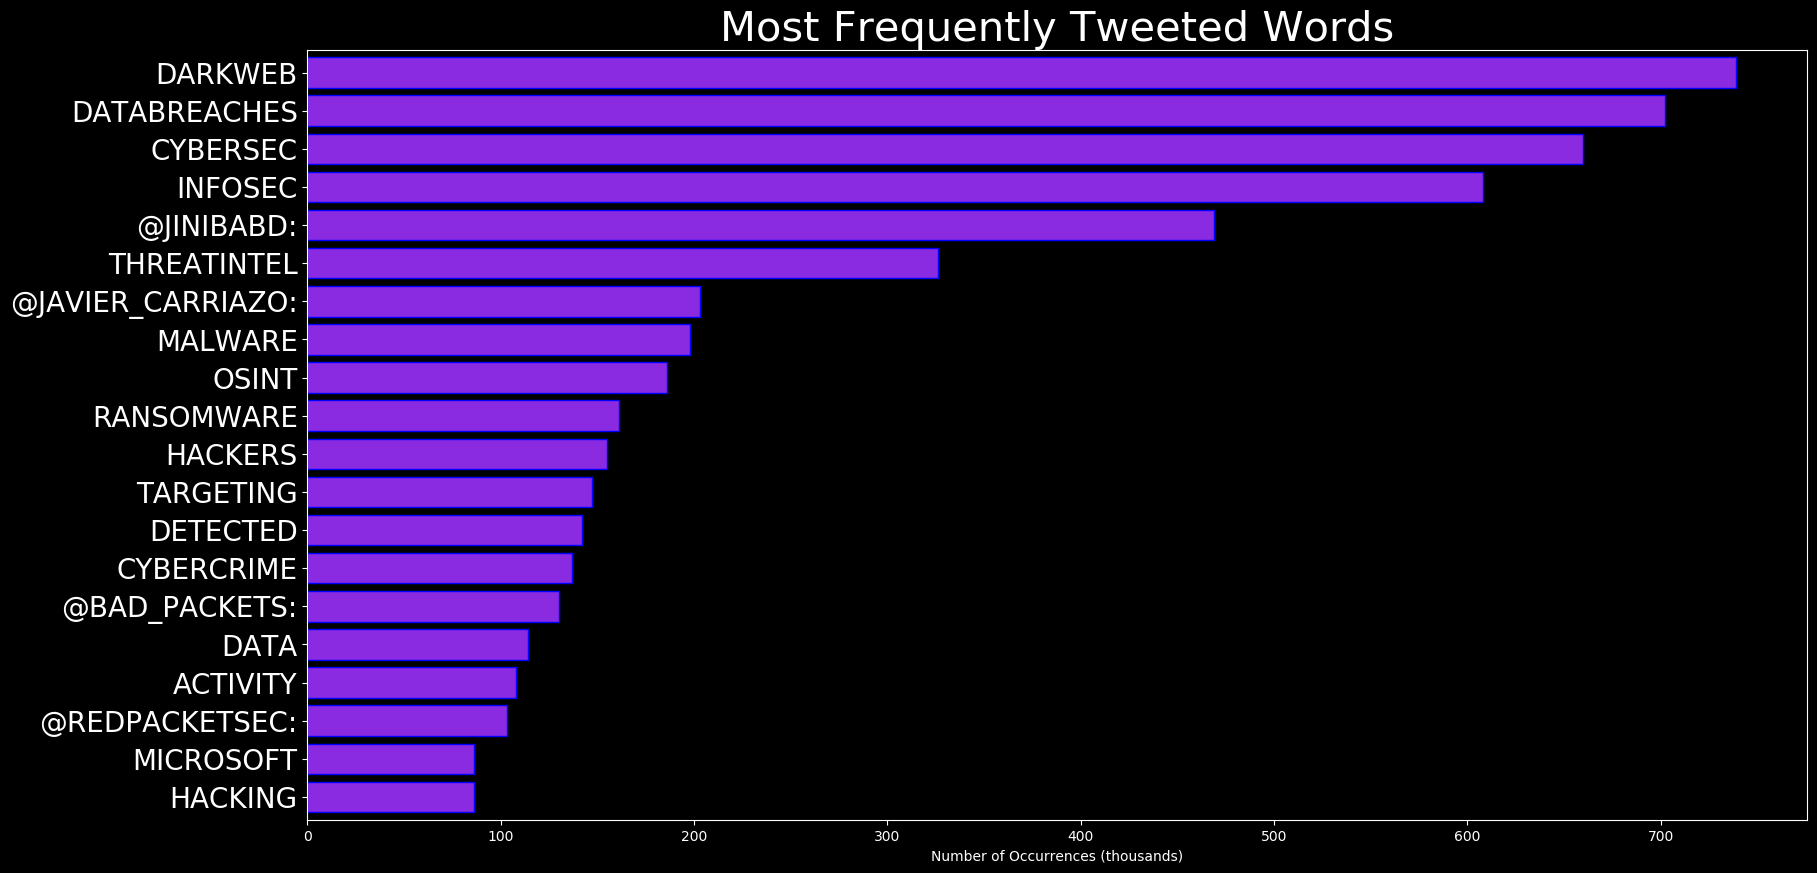 Most Frequently Tweeted Words
DARKWEB
DATABREACHES
CYBERSEC
INFOSEC
@JINIBABD:
THREATINTEL
@JAVIER_CARRIAZO:
MALWARE
OSINT
RANSOMWARE
HACKERS
TARGETING
DETECTED
CYBERCRIME
@BAD_PACKETS:
DATA
ACTIVITY
@REDPACKETSEC:
MICROSOFT
HACKING
0 100 200 300 400 500 600 700
Number of Occurrences (thousands)